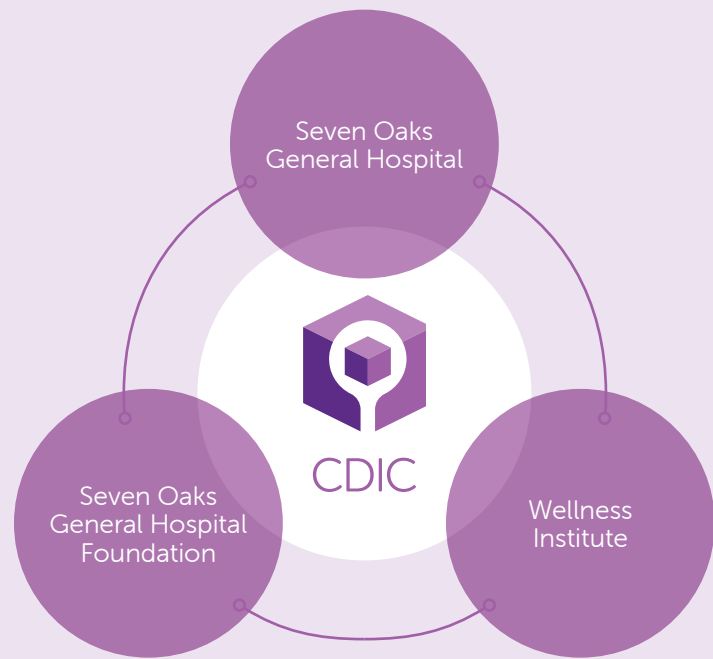 Seven Oaks
General Hospital
CDIC
Seven Oaks
General Hospital
Foundation
Wellness
Institute